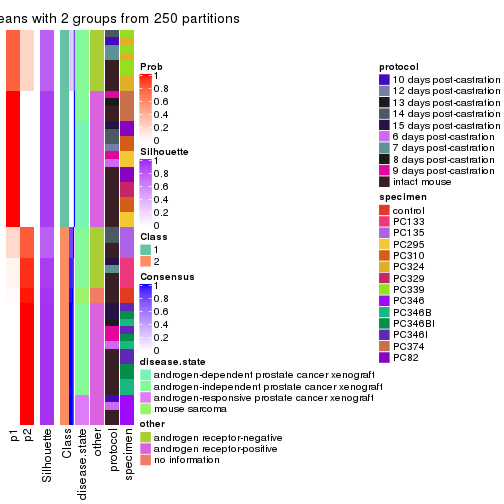 eans with 2 groups from 250 partitions
Prob
1
0.8
0.6
0.4
0.2
0
Silhouette
1
0.8
0.6
0.4
0.2
0
Class
1
2
Consensus
1
0.8
0.6
0.4
0.2
0
disease.state
androgen-dependent prostate cancer xenograft
androgen-independent prostate cancer xenograft
androgen-responsive prostate cancer xenograft
mouse sarcoma
other
androgen receptor-negative
androgen receptor-positive
no information
protocol
10 days post-castration
12 days post-castration
13 days post-castration
14 days post-castration
15 days post-castration
6 days post-castration
7 days post-castration
8 days post-castration
9 days post-castration
intact mouse
specimen
control
PC133
PC135
PC295
PC310
PC324
PC329
PC339
PC346
PC346B
PC346BI
PC346I
PC374
PC82
p1
p2
Silhouette
Class
disease.state
other
protocol
specimen